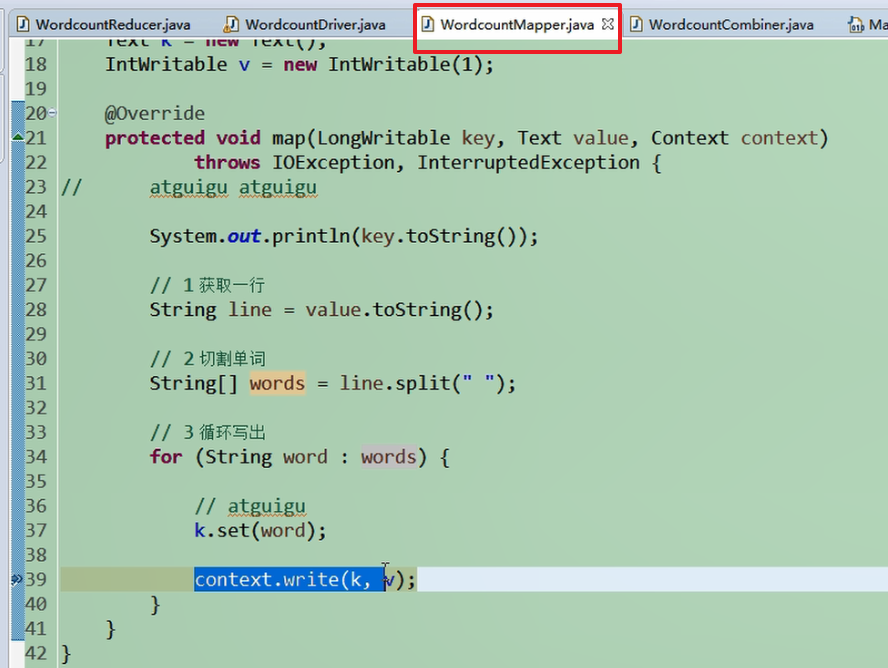 WordcountReducer.java WordcountDriver.java WordcountMapper.java WordcountCombiner.java Ma
17 Text k = new Text();
18 IntWritable v = new IntWritable(1);
19
20 @Override
21 protected void map(LongWritable key, Text value, Context context)
22 throws IOException, InterruptedException {
23 // atguigu atguigu
24
25 System.out.println(key.toString());
26
27 // 1 获取一行
28 String line = value.toString();
29
30 // 2 切割单词
31 String[] words = line.split(" ");
32
33 // 3 循环写出
34 for (String word : words) {
35
36 // atguigu
37 k.set(word);
38
39 context.write(k, v);
40 }
41 }
42 }